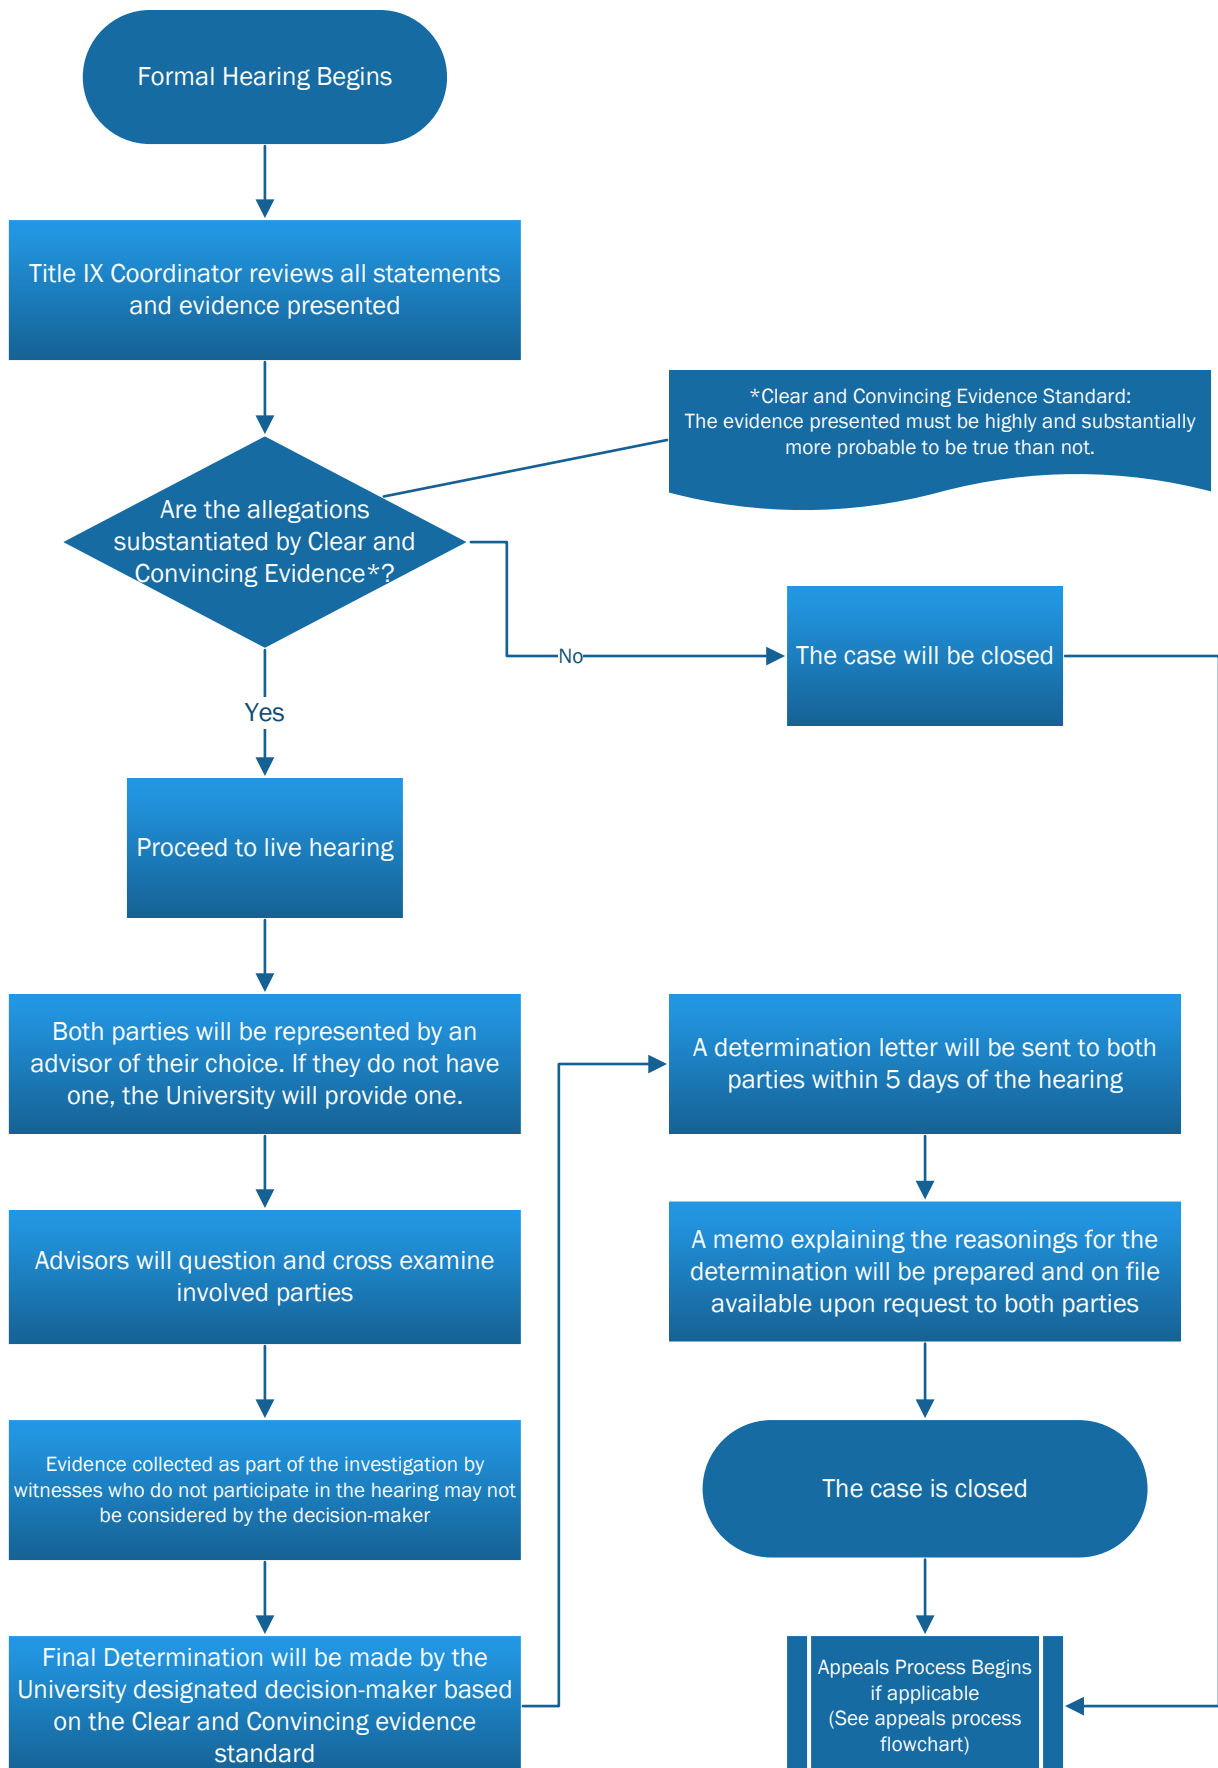 Formal Hearing Begins
Title IX Coordinator reviews all statements
and evidence presented
*Clear and Convincing Evidence Standard:
The evidence presented must be highly and substantially
more probable to be true than not.
Are the allegations
substantiated by Clear and
Convincing Evidence*?
No
The case will be closed
Yes
Proceed to live hearing
Both parties will be represented by an
advisor of their choice. If they do not have
one, the University will provide one.
Advisors will question and cross examine
involved parties
Evidence collected as part of the investigation by
witnesses who do not participate in the hearing may not
be considered by the decision-maker
Final Determination will be made by the
University designated decision-maker based
on the Clear and Convincing evidence
standard
A determination letter will be sent to both
parties within 5 days of the hearing
A memo explaining the reasonings for the
determination will be prepared and on file
available upon request to both parties
The case is closed
Appeals Process Begins
if applicable
(See appeals process
flowchart)